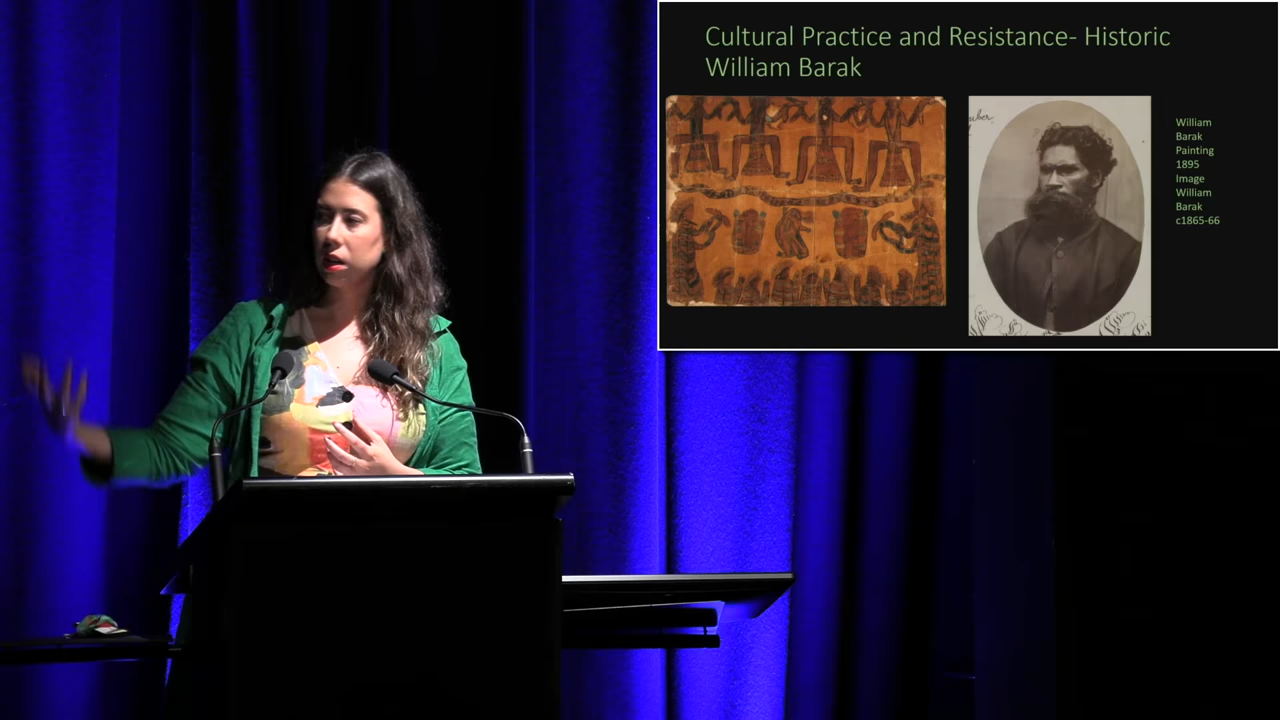 Cultural Practice and Resistance- Historic
William Barak
William
Barak
Painting
1895
Image
William
Barak
c1865-66